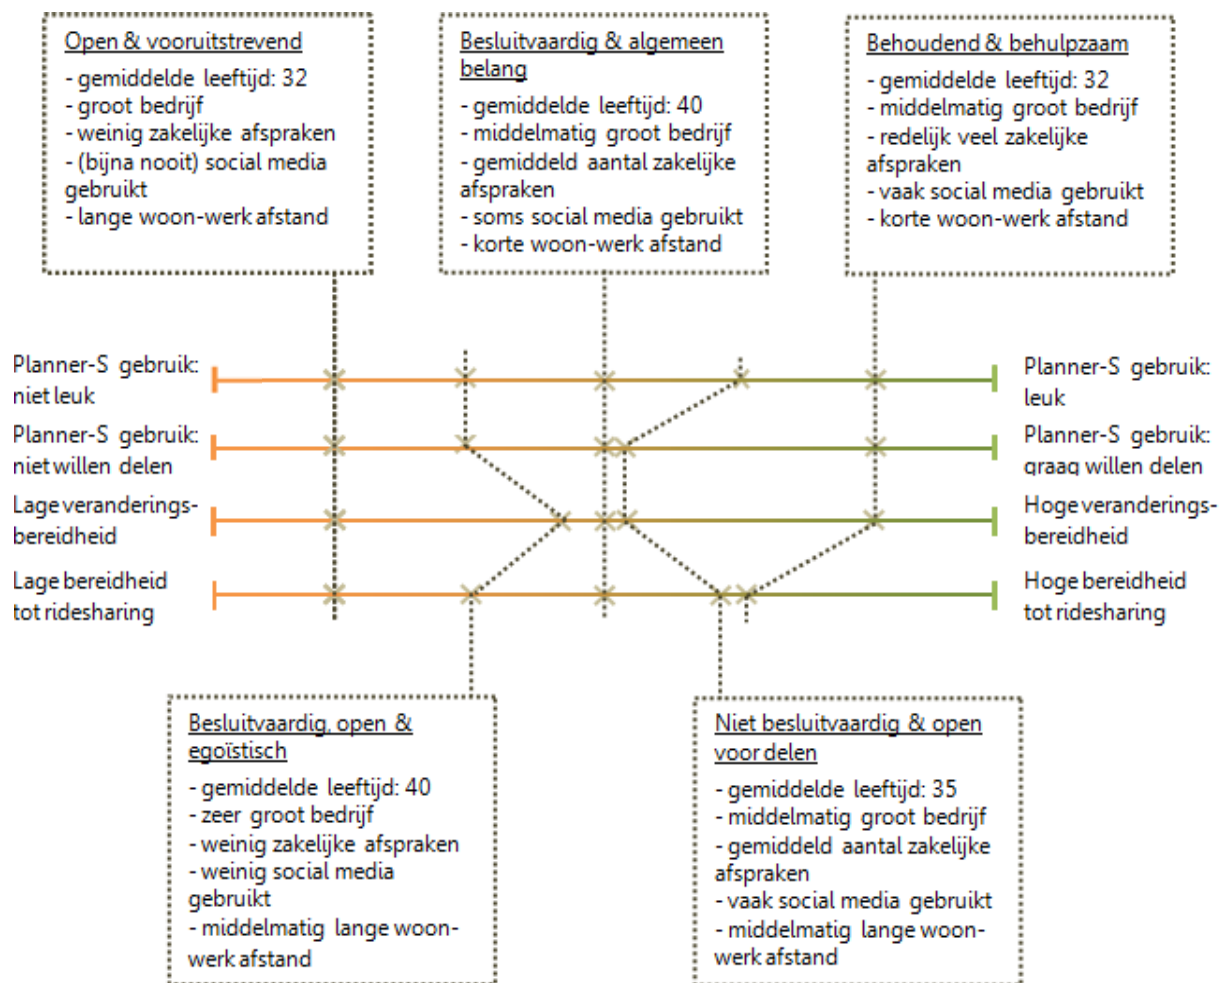 Open & vooruitstrevend
- gemiddelde leeftijd: 32
- groot bedrijf
- weinig zakelijke afspraken
- (bijna nooit) social media
gebruikt
- lange woon-werk afstand
Besluitvaardig & algemeen
belang
- gemiddelde leeftijd: 40
- middelmatig groot bedrijf
- gemiddeld aantal zakelijke
afspraken
- soms social media gebruikt
- korte woon-werk afstand
Behoudend & behulpzaam
- gemiddelde leeftijd: 32
- middelmatig groot bedrijf
- redelijk veel zakelijke
afspraken
- vaak social media gebruikt
- korte woon-werk afstand
Planner-S gebruik:
niet leuk
Planner-S gebruik:
leuk
Planner-S gebruik:
niet willen delen
Planner-S gebruik:
graag willen delen
Lage veranderings-
bereidheid
Hoge veranderings-
bereidheid
Lage bereidheid
tot ridesharing
Hoge bereidheid
tot ridesharing
Besluitvaardig, open &
egoïstisch
- gemiddelde leeftijd: 40
- zeer groot bedrijf
- weinig zakelijke afspraken
- weinig social media
gebruikt
- middelmatig lange woon-
werk afstand
Niet besluitvaardig & open
voor delen
- gemiddelde leeftijd: 35
- middelmatig groot bedrijf
- gemiddeld aantal zakelijke
afspraken
- vaak social media gebruikt
- middelmatig lange woon-
werk afstand